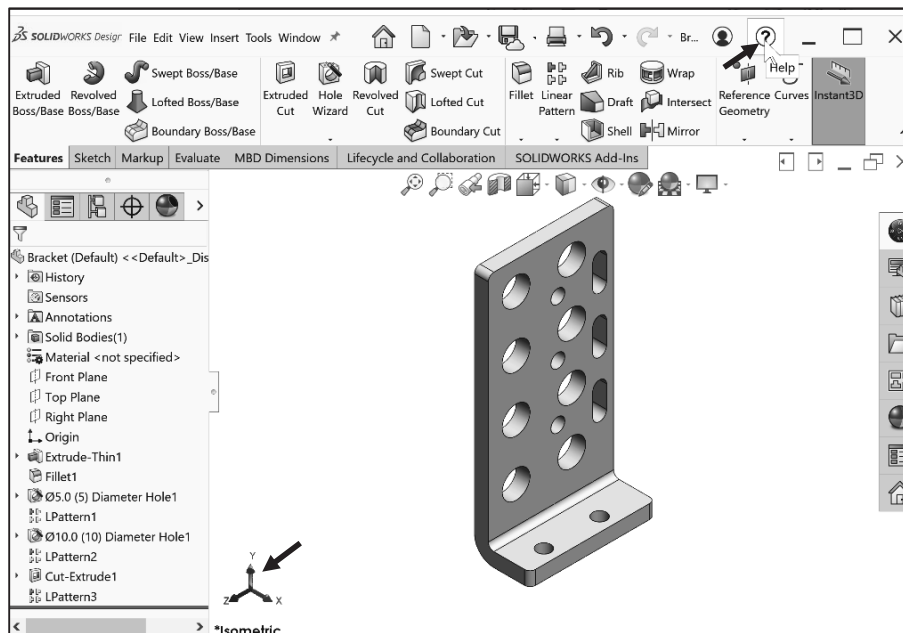 SOLIDWORKS Design File Edit View Insert Tools Window Br...
Help
Extruded Boss/Base
Revolved Boss/Base
Swept Boss/Base
Lofted Boss/Base
Boundary Boss/Base
Extruded Cut
Hole Wizard
Revolved Cut
Swept Cut
Lofted Cut
Boundary Cut
Fillet
Linear Pattern
Rib
Draft
Shell
Wrap
Intersect
Mirror
Reference Geometry
Curves
Instant3D
Features Sketch Markup Evaluate MBD Dimensions Lifecycle and Collaboration SOLIDWORKS Add-Ins
Bracket (Default) <<Default>_Dis
History
Sensors
Annotations
Solid Bodies(1)
Material <not specified>
Front Plane
Top Plane
Right Plane
Origin
Extrude-Thin1
Fillet1
Ø5.0 (5) Diameter Hole1
LPattern1
Ø10.0 (10) Diameter Hole1
LPattern2
Cut-Extrude1
LPattern3
Y
Z
X
*Isometric